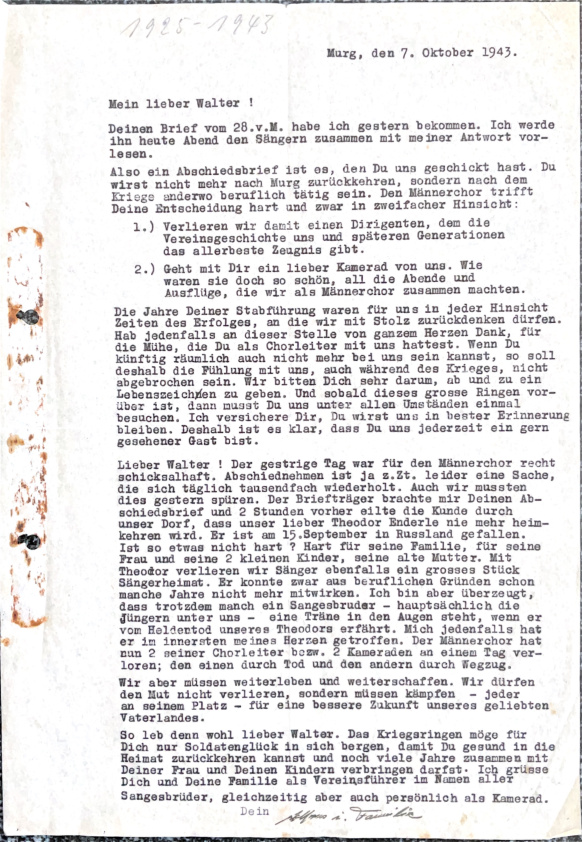 1925-1943
Murg, den 7. Oktober 1943.
Mein lieber Walter !
Deinen Brief vom 28.v.M. habe ich gestern bekommen. Ich werde
ihn heute Abend den Sängern zusammen mit meiner Antwort vor-
lesen.
Also ein Abschiedsbrief ist es, den Du uns geschickt hast. Du
wirst nicht mehr nach Murg zurückkehren, sondern nach dem
Kriege anderwo beruflich tätig sein. Den Männerchor trifft
Deine Entscheidung hart und zwar in zweifacher Hinsicht:
1.) Verlieren wir damit einen Dirigenten, dem die
Vereinsgeschichte uns und späteren Generationen
das allerbeste Zeugnis gibt.
2.) Geht mit Dir ein lieber Kamerad von uns. Wie
waren sie doch so schön, all die Abende und
Ausflüge, die wir als Männerchor zusammen machten.
Die Jahre Deiner Stabführung waren für uns in jeder Hinsicht
Zeiten des Erfolges, an die wir mit Stolz zurückdenken dürfen.
Hab jedenfalls an dieser Stelle von ganzem Herzen Dank, für
die Mühe, die Du als Chorleiter mit uns hattest. Wenn Du
künftig räumlich auch nicht mehr bei uns sein kannst, so soll
deshalb die Fühlung mit uns, auch während des Krieges, nicht
abgebrochen sein. Wir bitten Dich sehr darum, ab und zu ein
Lebenszeichen zu geben. Und sobald dieses grosse Ringen vor-
über ist, dann musst Du uns unter allen Umständen einmal
besuchen. Ich versichere Dir, Du wirst uns in bester Erinnerung
bleiben. Deshalb ist es klar, dass Du uns jederzeit ein gern
gesehener Gast bist.
Lieber Walter ! Der gestrige Tag war für den Männerchor recht
schicksalhaft. Abschiednehmen ist ja z.Zt. leider eine Sache,
die sich täglich tausendfach wiederholt. Auch wir mussten
dies gestern spüren. Der Briefträger brachte mir Deinen Ab-
schiedsbrief und 2 Stunden vorher eilte die Kunde durch
unser Dorf, dass unser lieber Theodor Enderle nie mehr heim-
kehren wird. Er ist am 15.September in Russland gefallen.
Ist so etwas nicht hart ? Hart für seine Familie, für seine
Frau und seine 2 kleinen Kinder, seine alte Mutter. Mit
Theodor verlieren wir Sänger ebenfalls ein grosses Stück
Sängerheimat. Er konnte zwar aus beruflichen Gründen schon
manche Jahre nicht mehr mitwirken. Ich bin aber überzeugt,
dass trotzdem manch ein Sangesbruder - hauptsächlich die
Jüngern unter uns - eine Träne in den Augen steht, wenn er
vom Heldentod unseres Theodors erfährt. Mich jedenfalls hat
er im innersten meines Herzen getroffen. Der Männerchor hat
nun 2 seiner Chorleiter bezw. 2 Kameraden an einem Tag ver-
loren; den einen durch Tod und den andern durch Wegzug.
Wir aber müssen weiterleben und weiterschaffen. Wir dürfen
den Mut nicht verlieren, sondern müssen kämpfen - jeder
an seinem Platz - für eine bessere Zukunft unseres geliebten
Vaterlandes.
So leb denn wohl lieber Walter. Das Kriegsringen möge für
Dich nur Soldatenglück in sich bergen, damit Du gesund in die
Heimat zurückkehren kannst und noch viele Jahre zusammen mit
Deiner Frau und Deinen Kindern verbringen darfst. Ich grüsse
Dich und Deine Familie als Vereinsführer im Namen aller
Sangesbrüder, gleichzeitig aber auch persönlich als Kamerad.
Dein
Alfons u. Familie